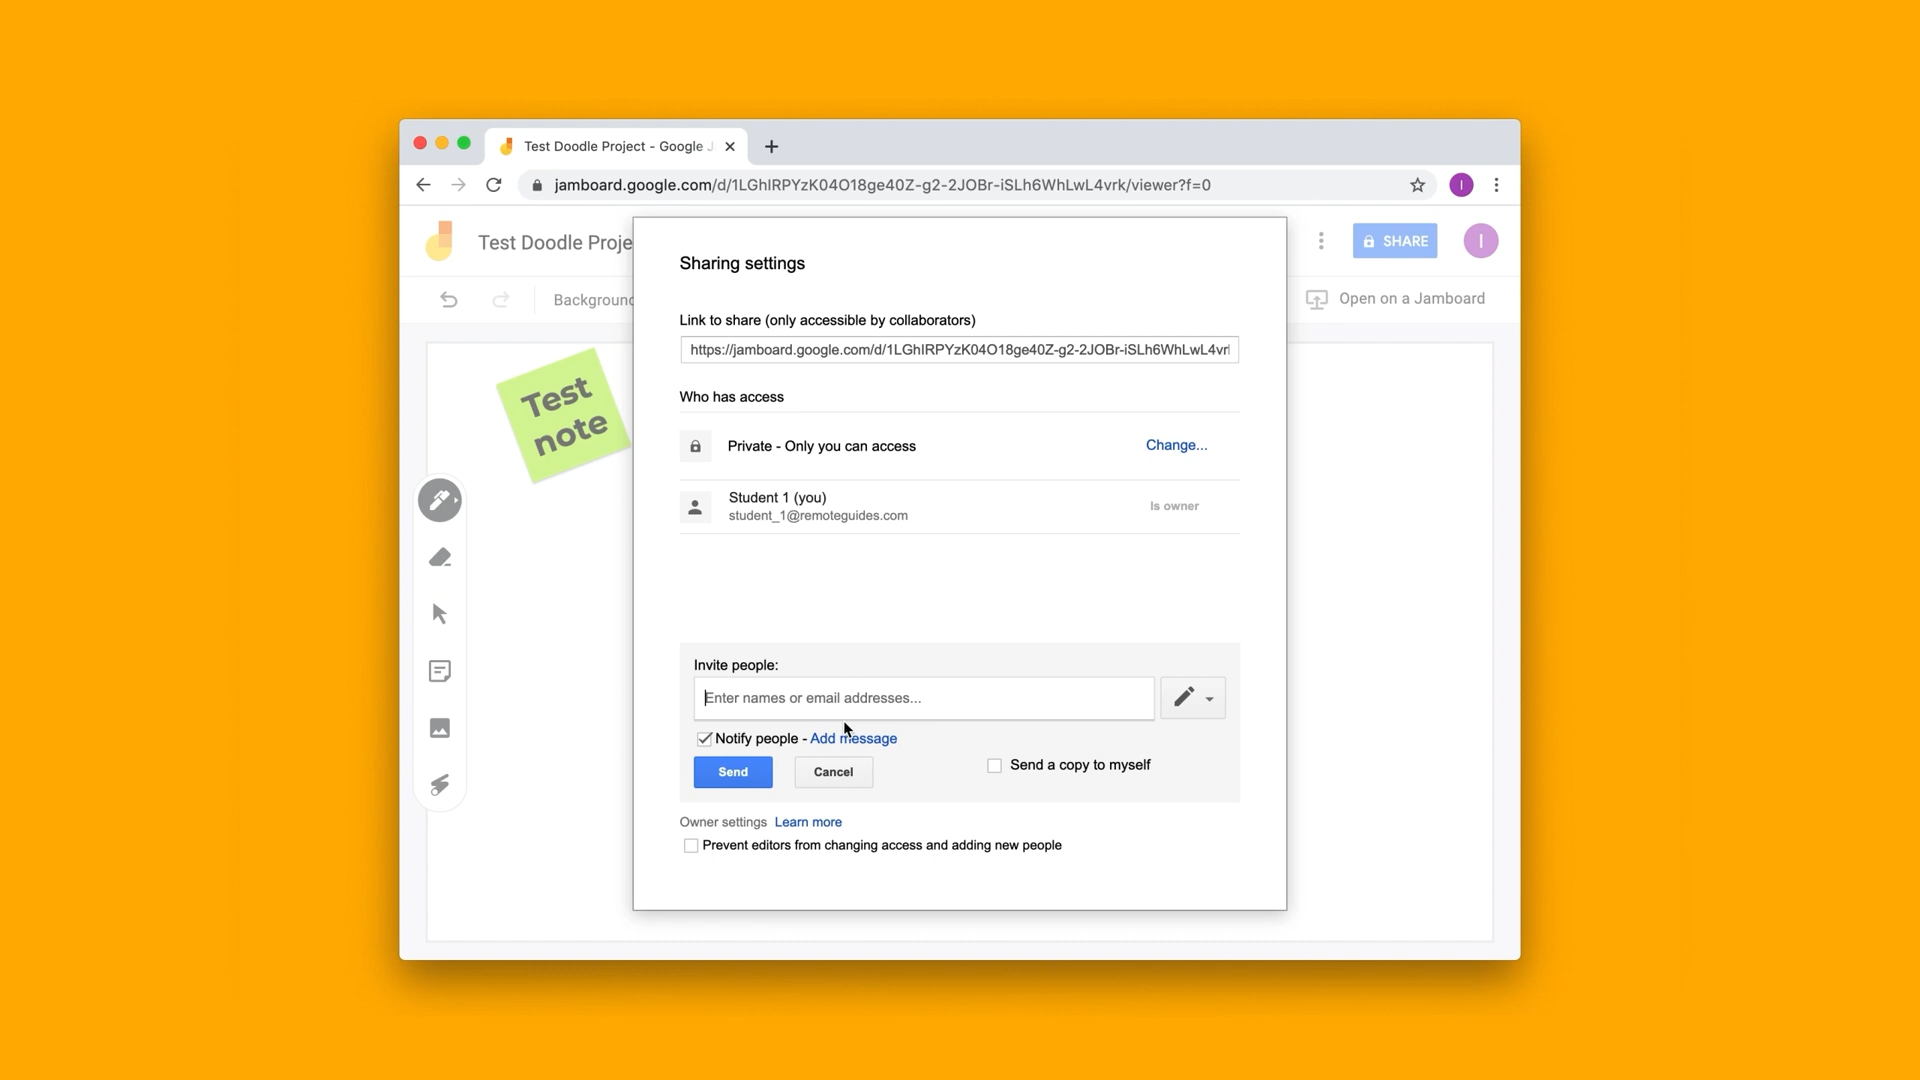 Test Doodle Project - Google J
jamboard.google.com/d/1LGhIRPYzK04O18ge40Z-g2-2JOBr-iSLh6WhLwL4vrk/viewer?f=0
I
Test Doodle Proje
SHARE
I
Background
Open on a Jamboard
Test
note
Sharing settings
Link to share (only accessible by collaborators)
https://jamboard.google.com/d/1LGhIRPYzK04O18ge40Z-g2-2JOBr-iSLh6WhLwL4vrl
Who has access
Private - Only you can access
Change...
Student 1 (you)
student_1@remoteguides.com
Is owner
Invite people:
Enter names or email addresses...
Notify people - Add message
Send
Cancel
Send a copy to myself
Owner settings Learn more
Prevent editors from changing access and adding new people